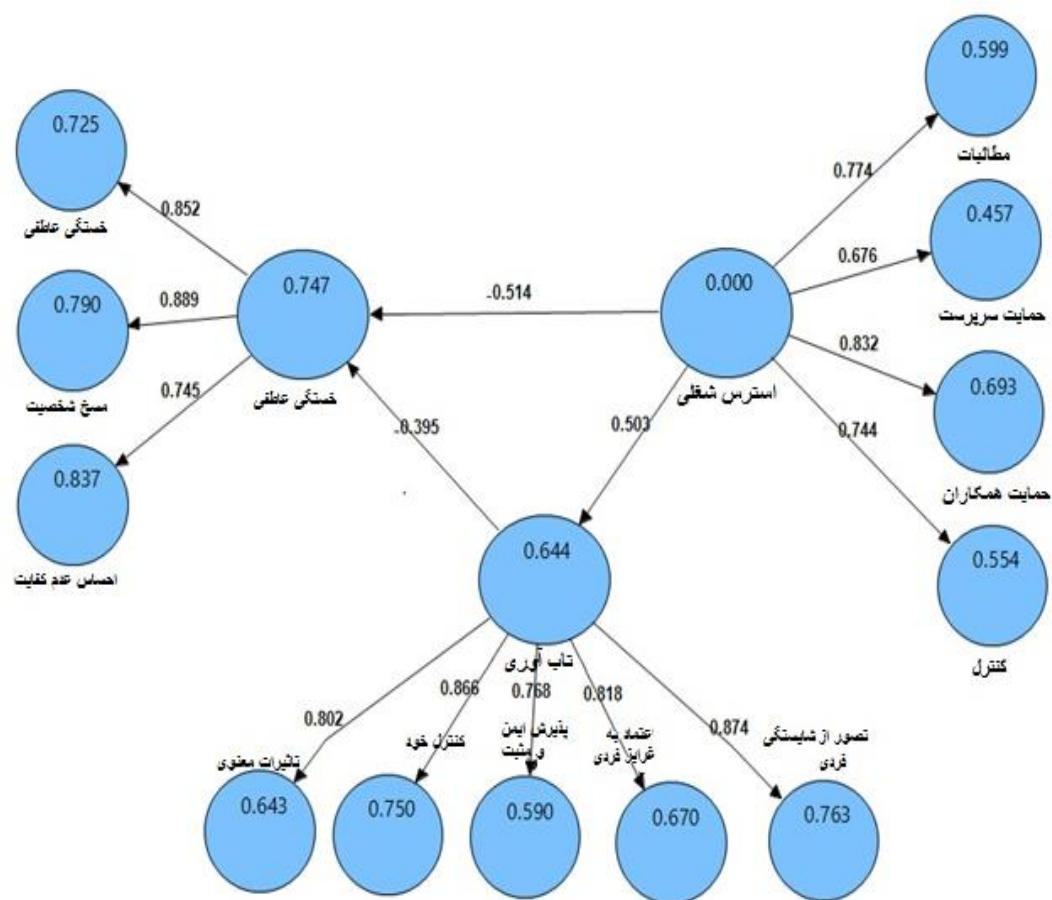 0.599
مطالبات
0.774
0.725
خستگی عاطفی
0.852
0.457
حمایت سرپرست
0.676
0.747
خستگی عاطفی
-0.514
0.000
استرس شغلی
0.790
مسخ شخصیت
0.889
0.832
0.693
حمایت همکاران
0.745
-0.395
0.503
0.744
0.837
احساس عدم کفایت
0.554
کنترل
0.644
تاب آوری
0.802
0.866
0.768
0.818
0.874
تاثیرات معنوی
کنترل خود
پذیرش ایمن
و مثبت
اعتماد به
غرایز فردی
تصور از شایستگی
فردی
0.643
0.750
0.590
0.670
0.763